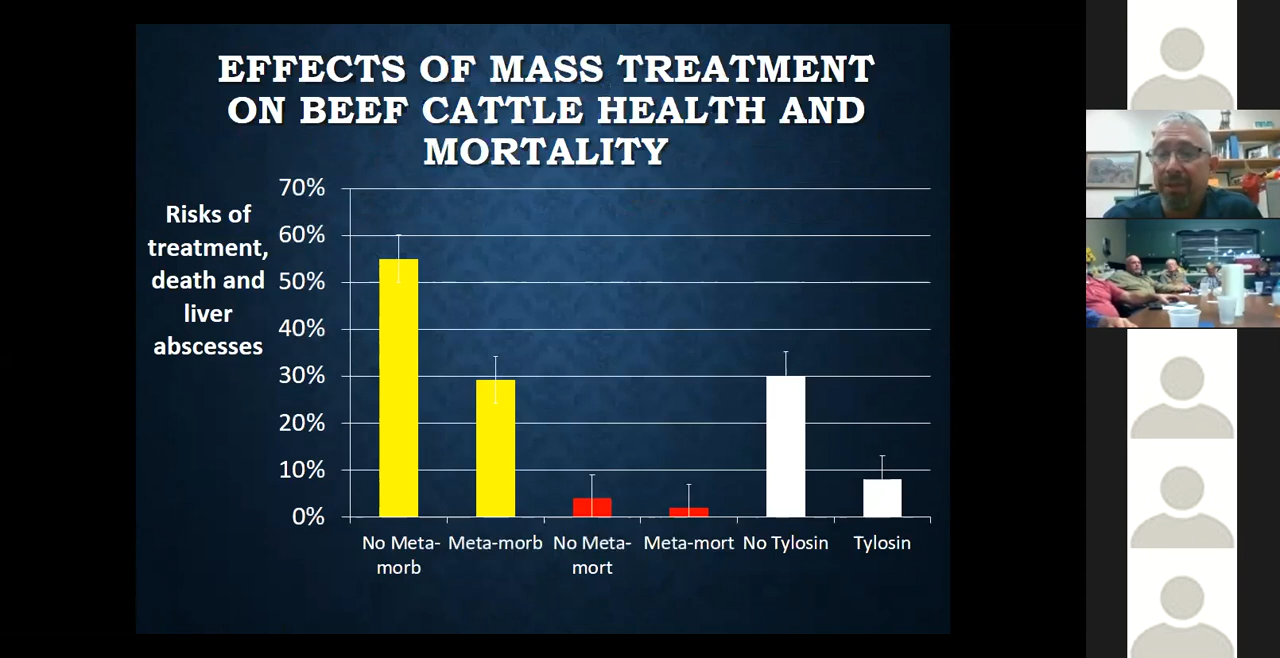 EFFECTS OF MASS TREATMENT
ON BEEF CATTLE HEALTH AND
MORTALITY
Risks of
treatment,
death and
liver
abscesses
70%
60%
50%
40%
30%
20%
10%
0%
No Meta-
morb
Meta-morb
No Meta-
mort
Meta-mort
No Tylosin
Tylosin